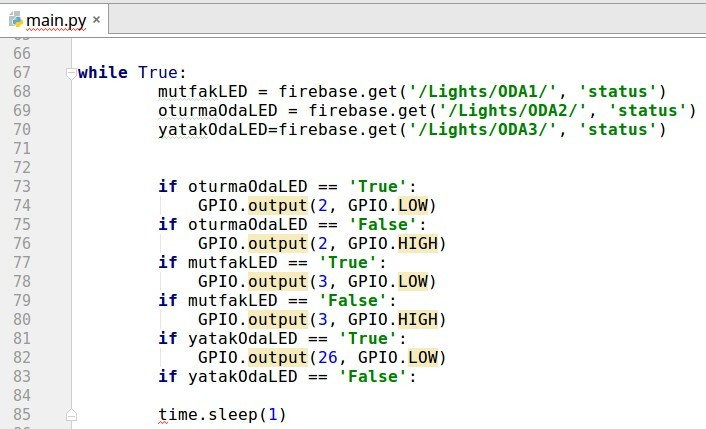 main.py ×
66
67 while True:
68         mutfakLED = firebase.get('/Lights/ODA1/', 'status')
69         oturmaOdaLED = firebase.get('/Lights/ODA2/', 'status')
70         yatakOdaLED=firebase.get('/Lights/ODA3/', 'status')
71
72
73         if oturmaOdaLED == 'True':
74             GPIO.output(2, GPIO.LOW)
75         if oturmaOdaLED == 'False':
76             GPIO.output(2, GPIO.HIGH)
77         if mutfakLED == 'True':
78             GPIO.output(3, GPIO.LOW)
79         if mutfakLED == 'False':
80             GPIO.output(3, GPIO.HIGH)
81         if yatakOdaLED == 'True':
82             GPIO.output(26, GPIO.LOW)
83         if yatakOdaLED == 'False':
84
85         time.sleep(1)